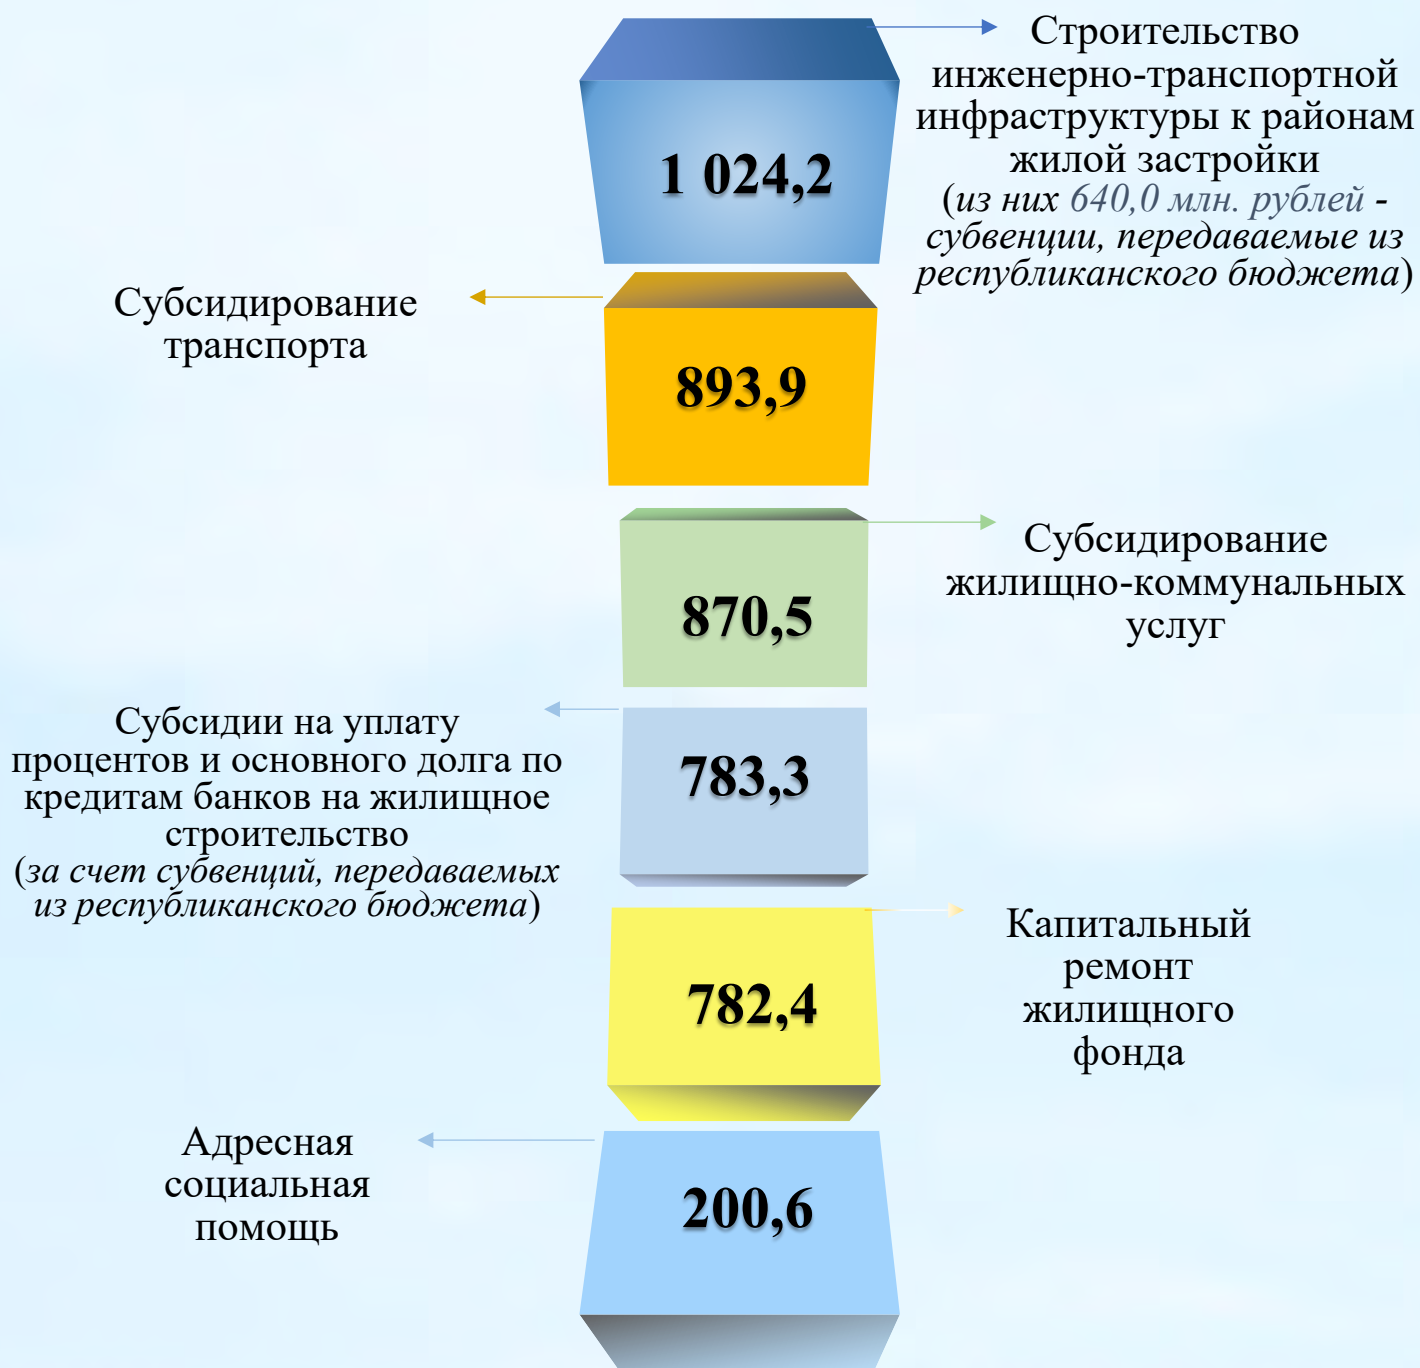 1 024,2
Строительство
инженерно-транспортной
инфраструктуры к районам
жилой застройки
(из них 640,0 млн. рублей -
субвенции, передаваемые из
республиканского бюджета)
Субсидирование
транспорта
893,9
870,5
Субсидирование
жилищно-коммунальных
услуг
Субсидии на уплату
процентов и основного долга по
кредитам банков на жилищное
строительство
(за счет субвенций, передаваемых
из республиканского бюджета)
783,3
782,4
Капитальный
ремонт
жилищного
фонда
Адресная
социальная
помощь
200,6